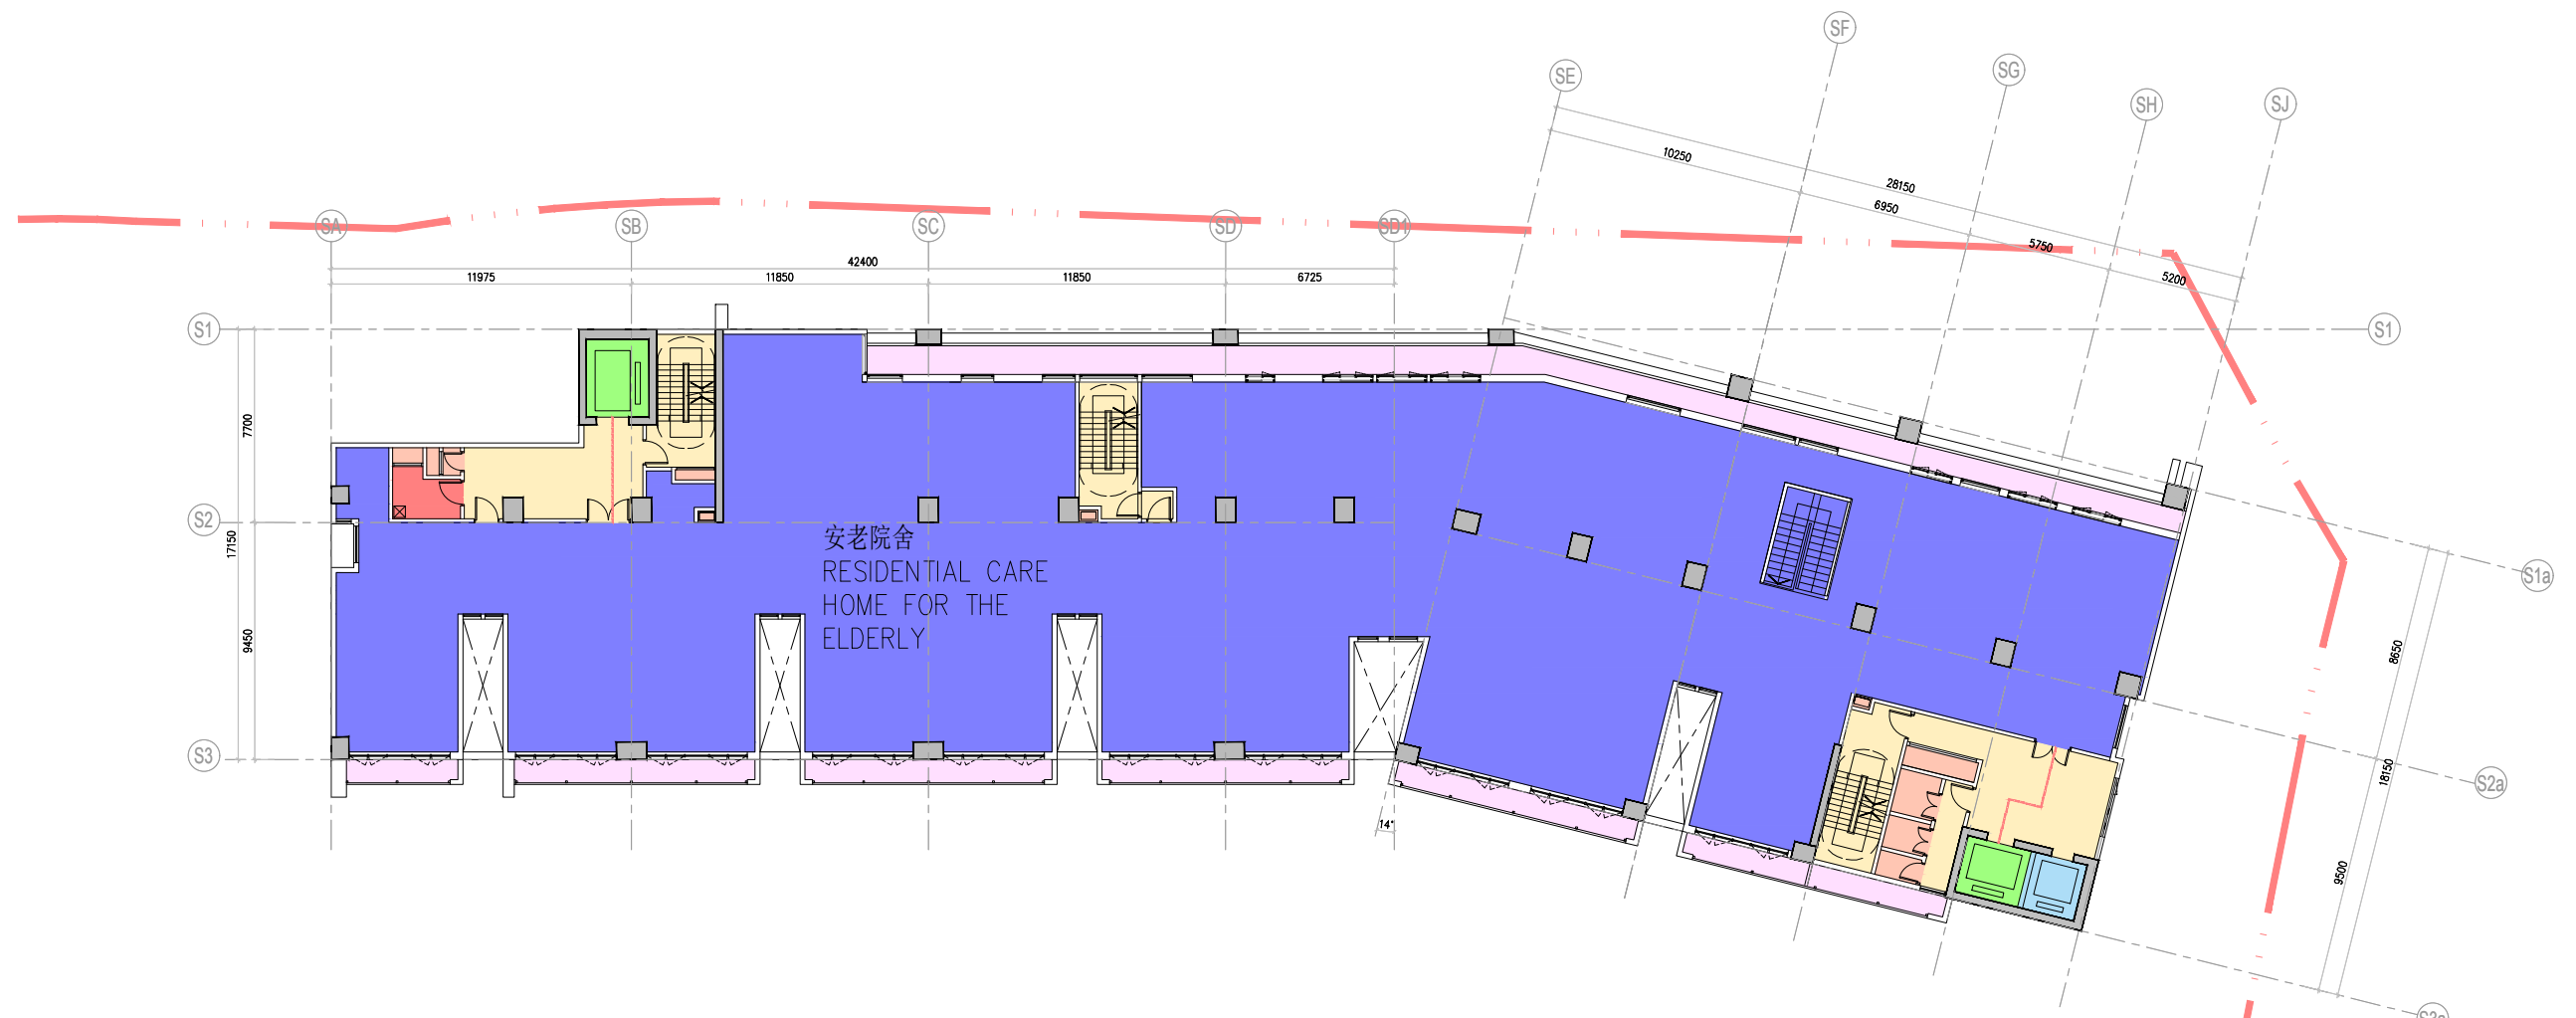 SF
SE
SG
SH
SJ
10250
28150
6950
5750
5200
SA
SB
SC
SD
SD1
42400
11975
11850
11850
6725
S1
S1
7700
17150
S2
安老院舍
RESIDENTIAL CARE
HOME FOR THE
ELDERLY
9450
S3
14°
S1a
8650
18150
S2a
9500